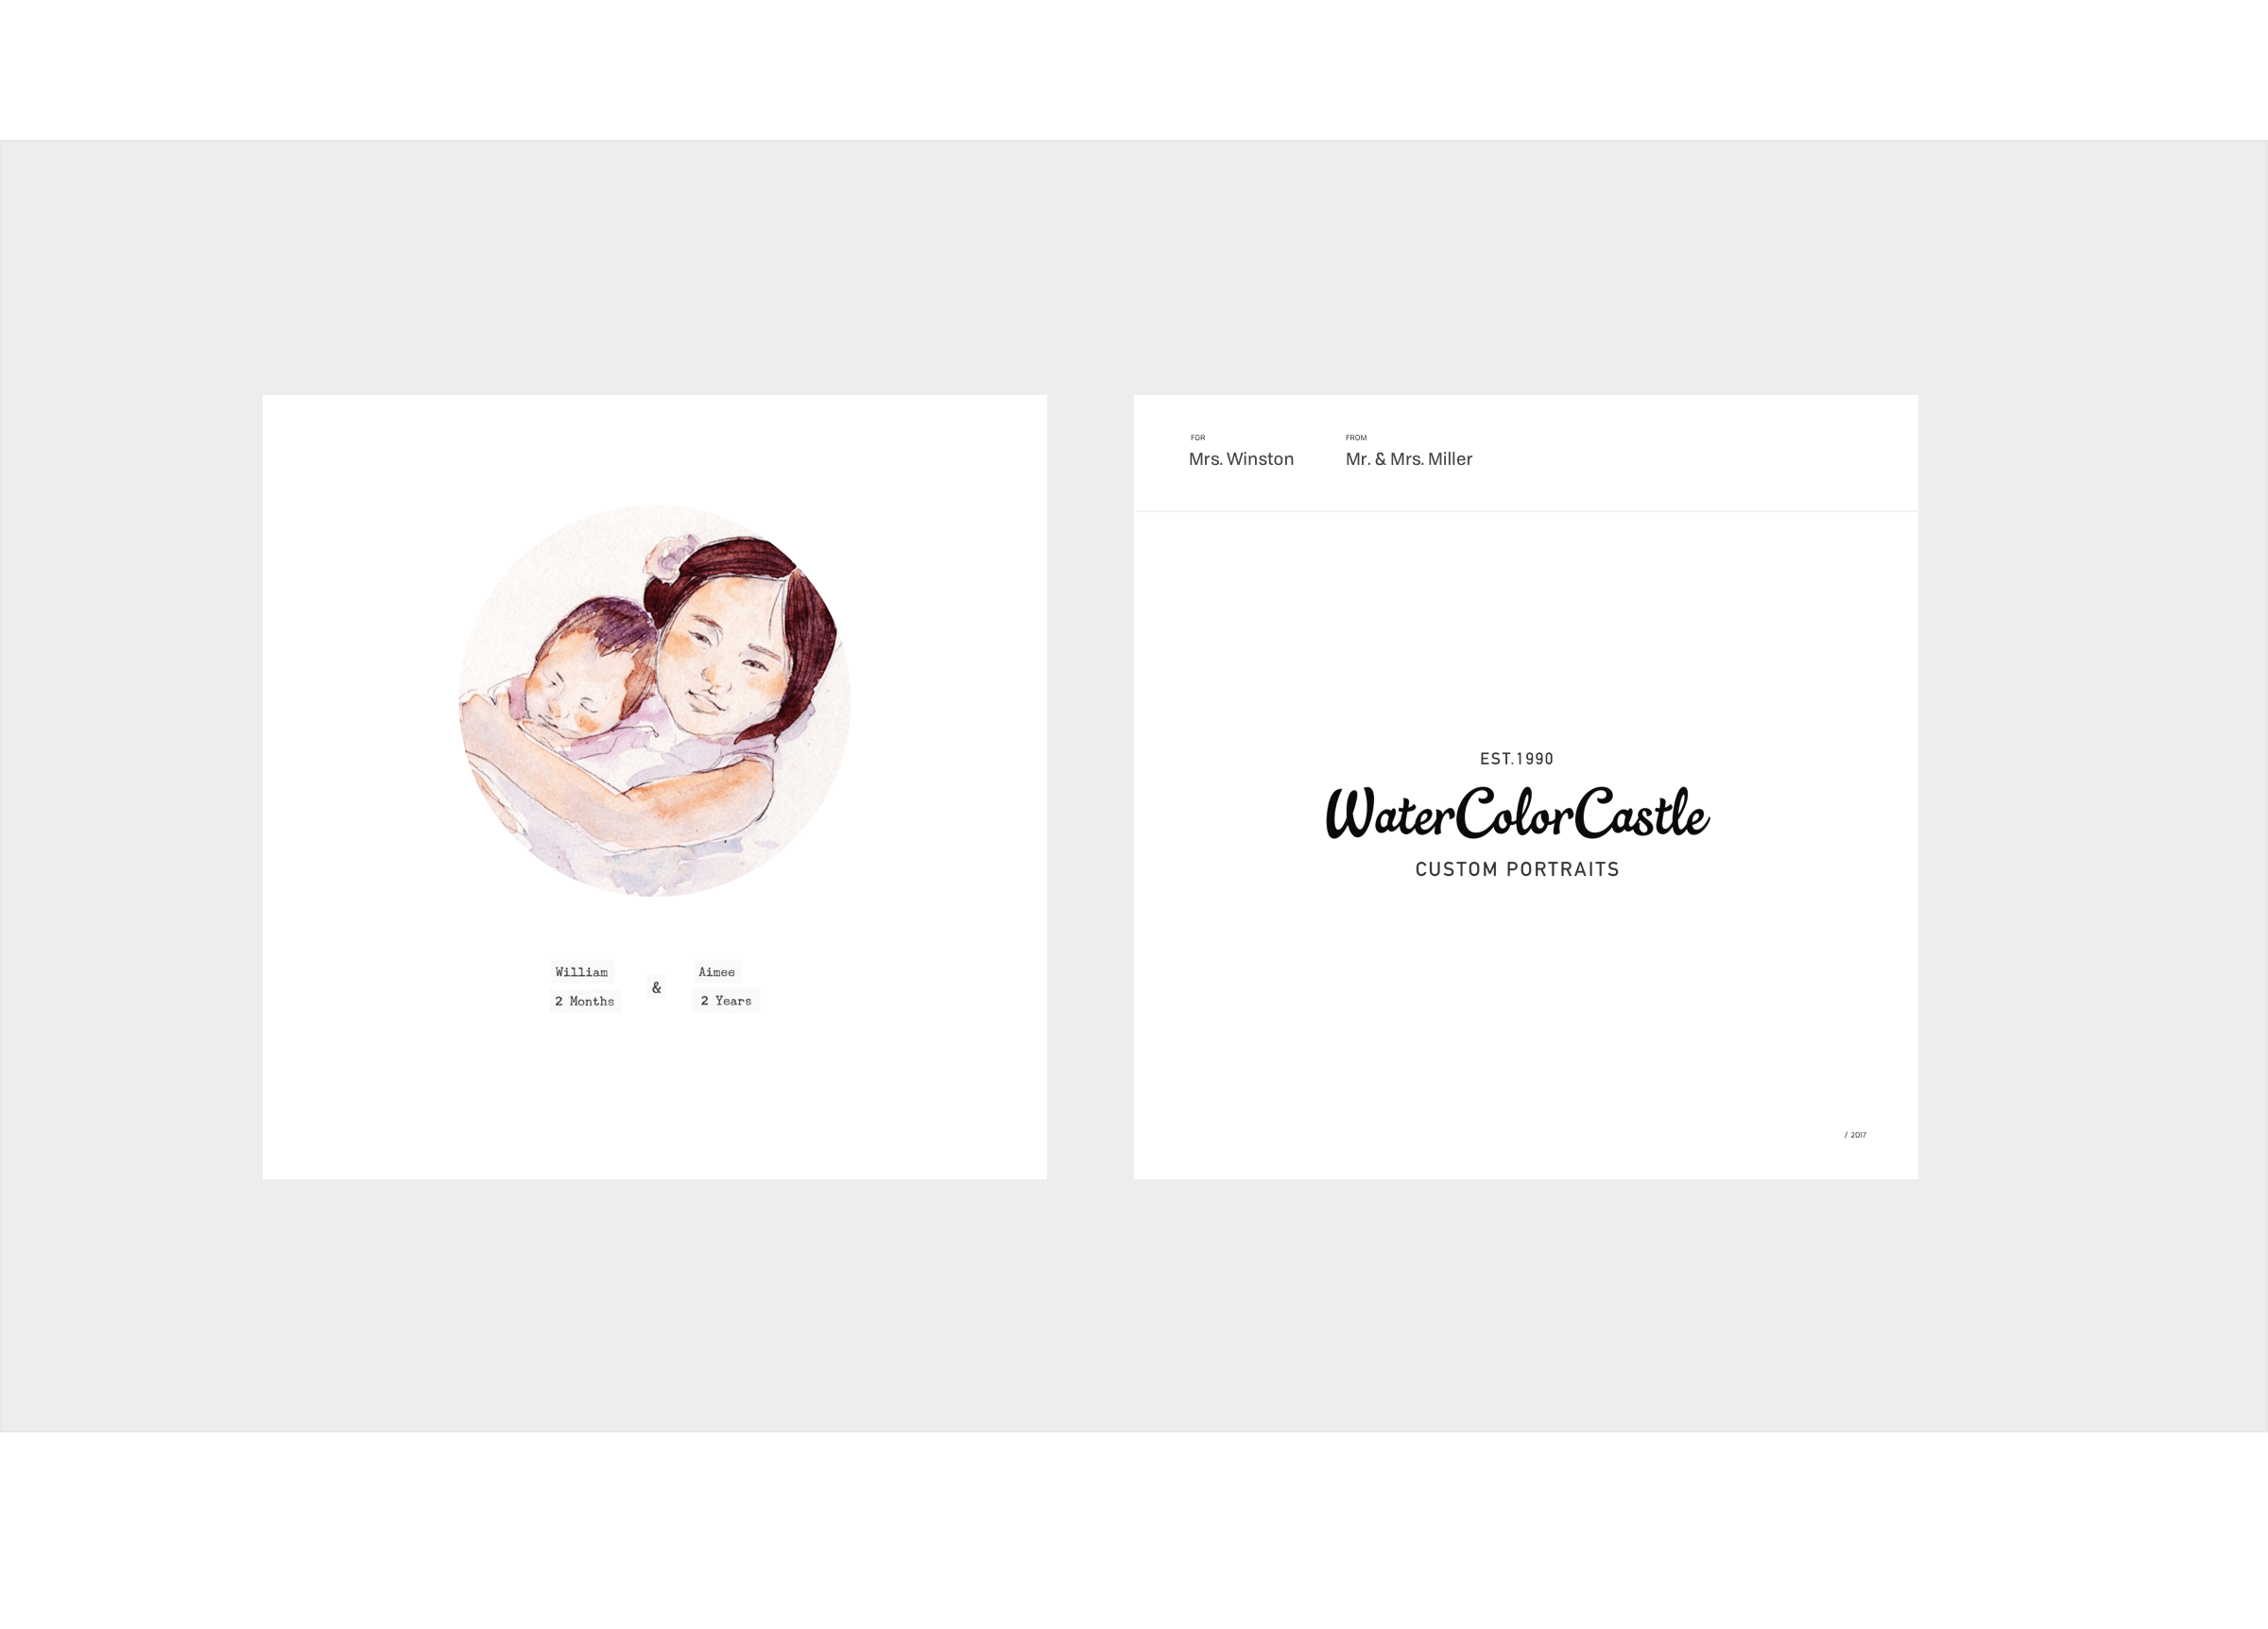 William
2 Months
&
Aimee
2 Years
FOR
Mrs. Winston
FROM
Mr. & Mrs. Miller
EST.1990
WaterColorCastle
CUSTOM PORTRAITS
/ 2017